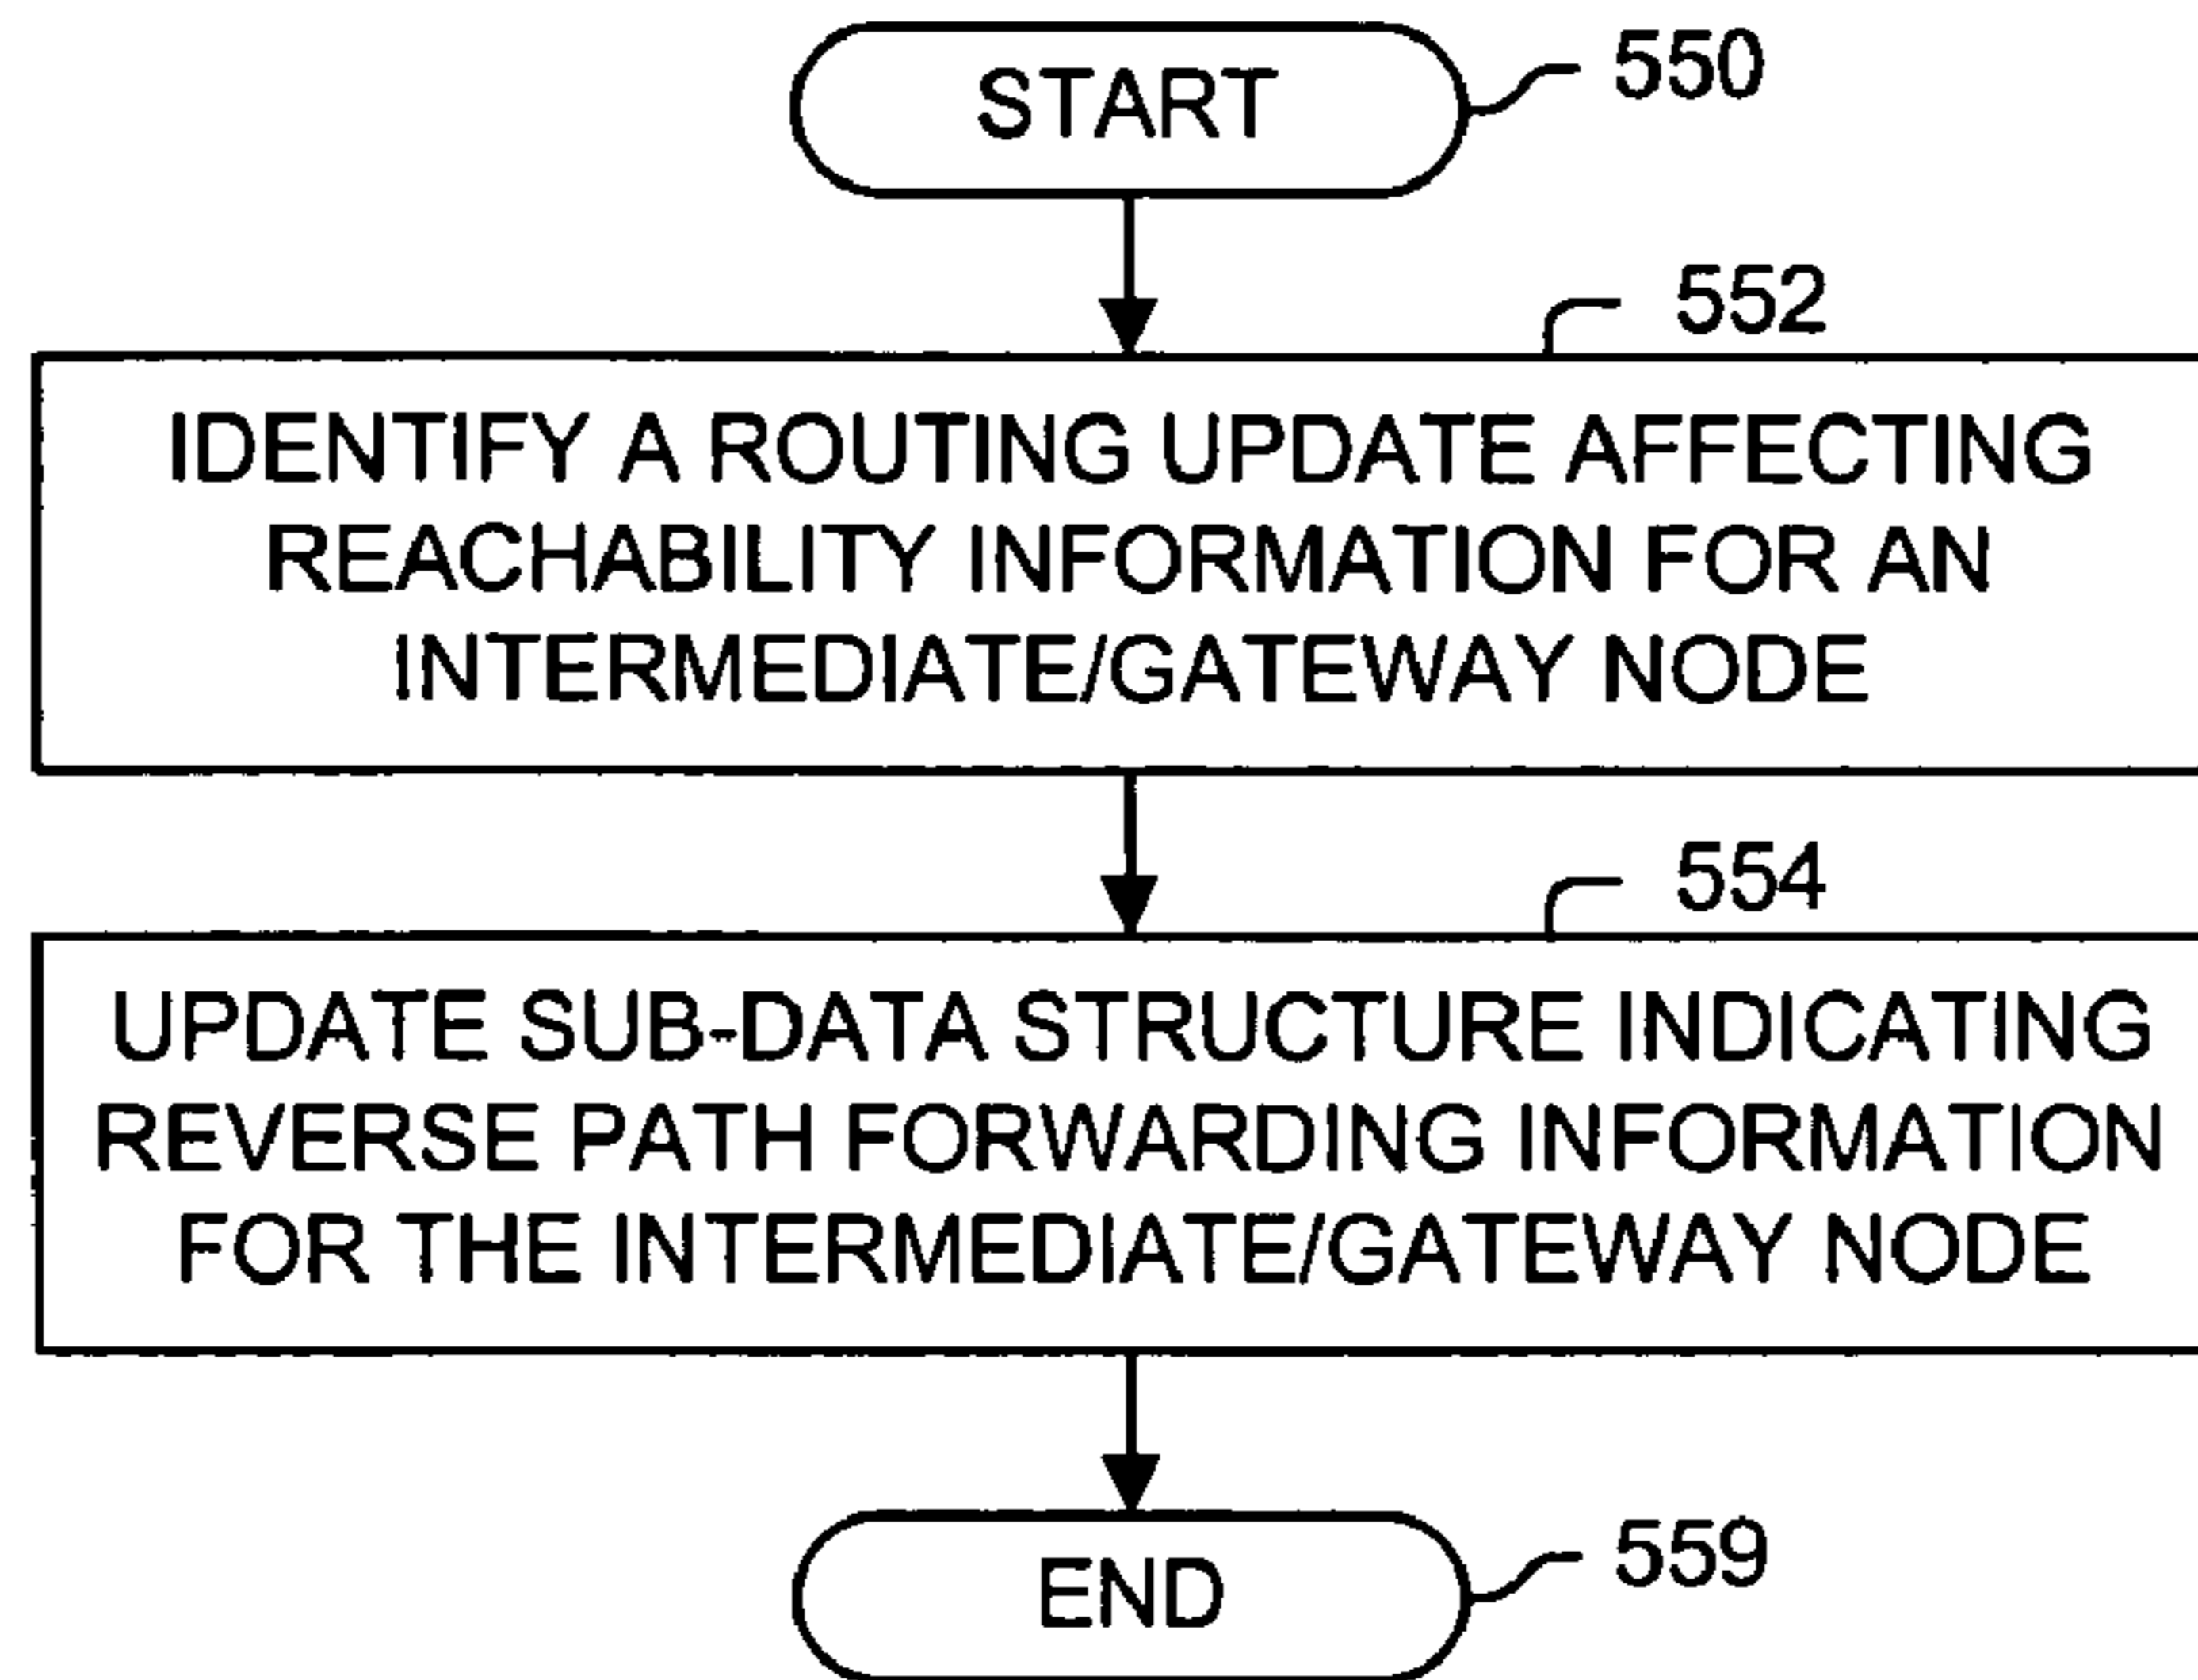 START
550
552
IDENTIFY A ROUTING UPDATE AFFECTING
REACHABILITY INFORMATION FOR AN
INTERMEDIATE/GATEWAY NODE
554
UPDATE SUB-DATA STRUCTURE INDICATING
REVERSE PATH FORWARDING INFORMATION
FOR THE INTERMEDIATE/GATEWAY NODE
END
559